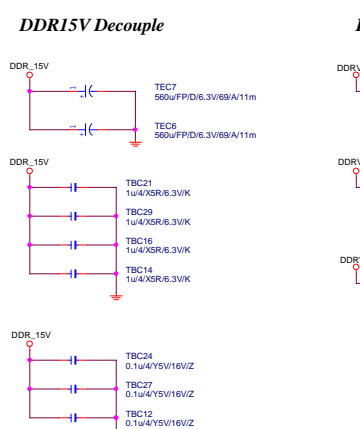 DDR15V Decouple
DDR_15V
1
+
TEC7
560u/FP/D/6.3V/69/A/11m
1
+
TEC6
560u/FP/D/6.3V/69/A/11m
DDR_15V
TBC21
1u/4/X5R/6.3V/K
TBC29
1u/4/X5R/6.3V/K
TBC16
1u/4/X5R/6.3V/K
TBC14
1u/4/X5R/6.3V/K
DDR_15V
TBC24
0.1u/4/Y5V/16V/Z
TBC27
0.1u/4/Y5V/16V/Z
TBC12
0.1u/4/Y5V/16V/Z